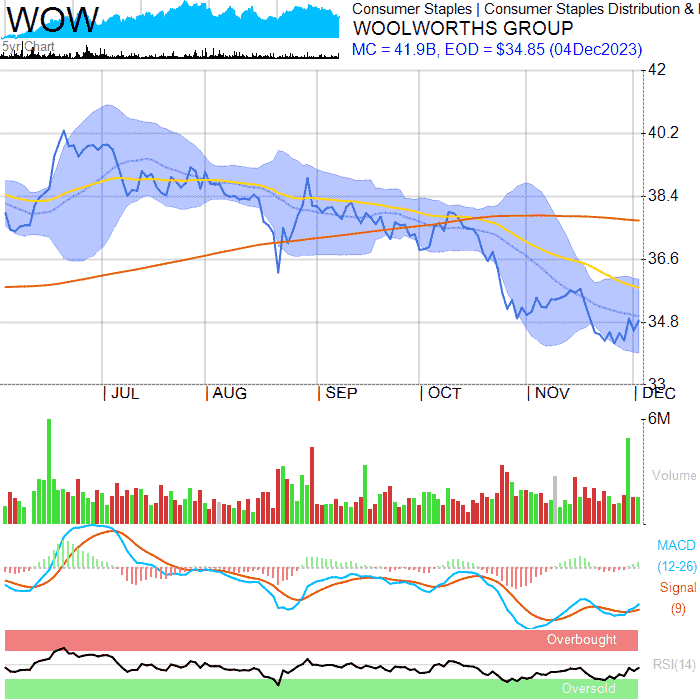 WOW
5yr Chart
Consumer Staples | Consumer Staples Distribution & 
WOOLWORTHS GROUP
MC = 41.9B, EOD = $34.85 (04Dec2023)
42
40.2
38.4
36.6
34.8
33
JUL AUG SEP OCT NOV DEC
6M
Volume
MACD
(12-26)
Signal
(9)
Overbought
RSI(14)
Oversold